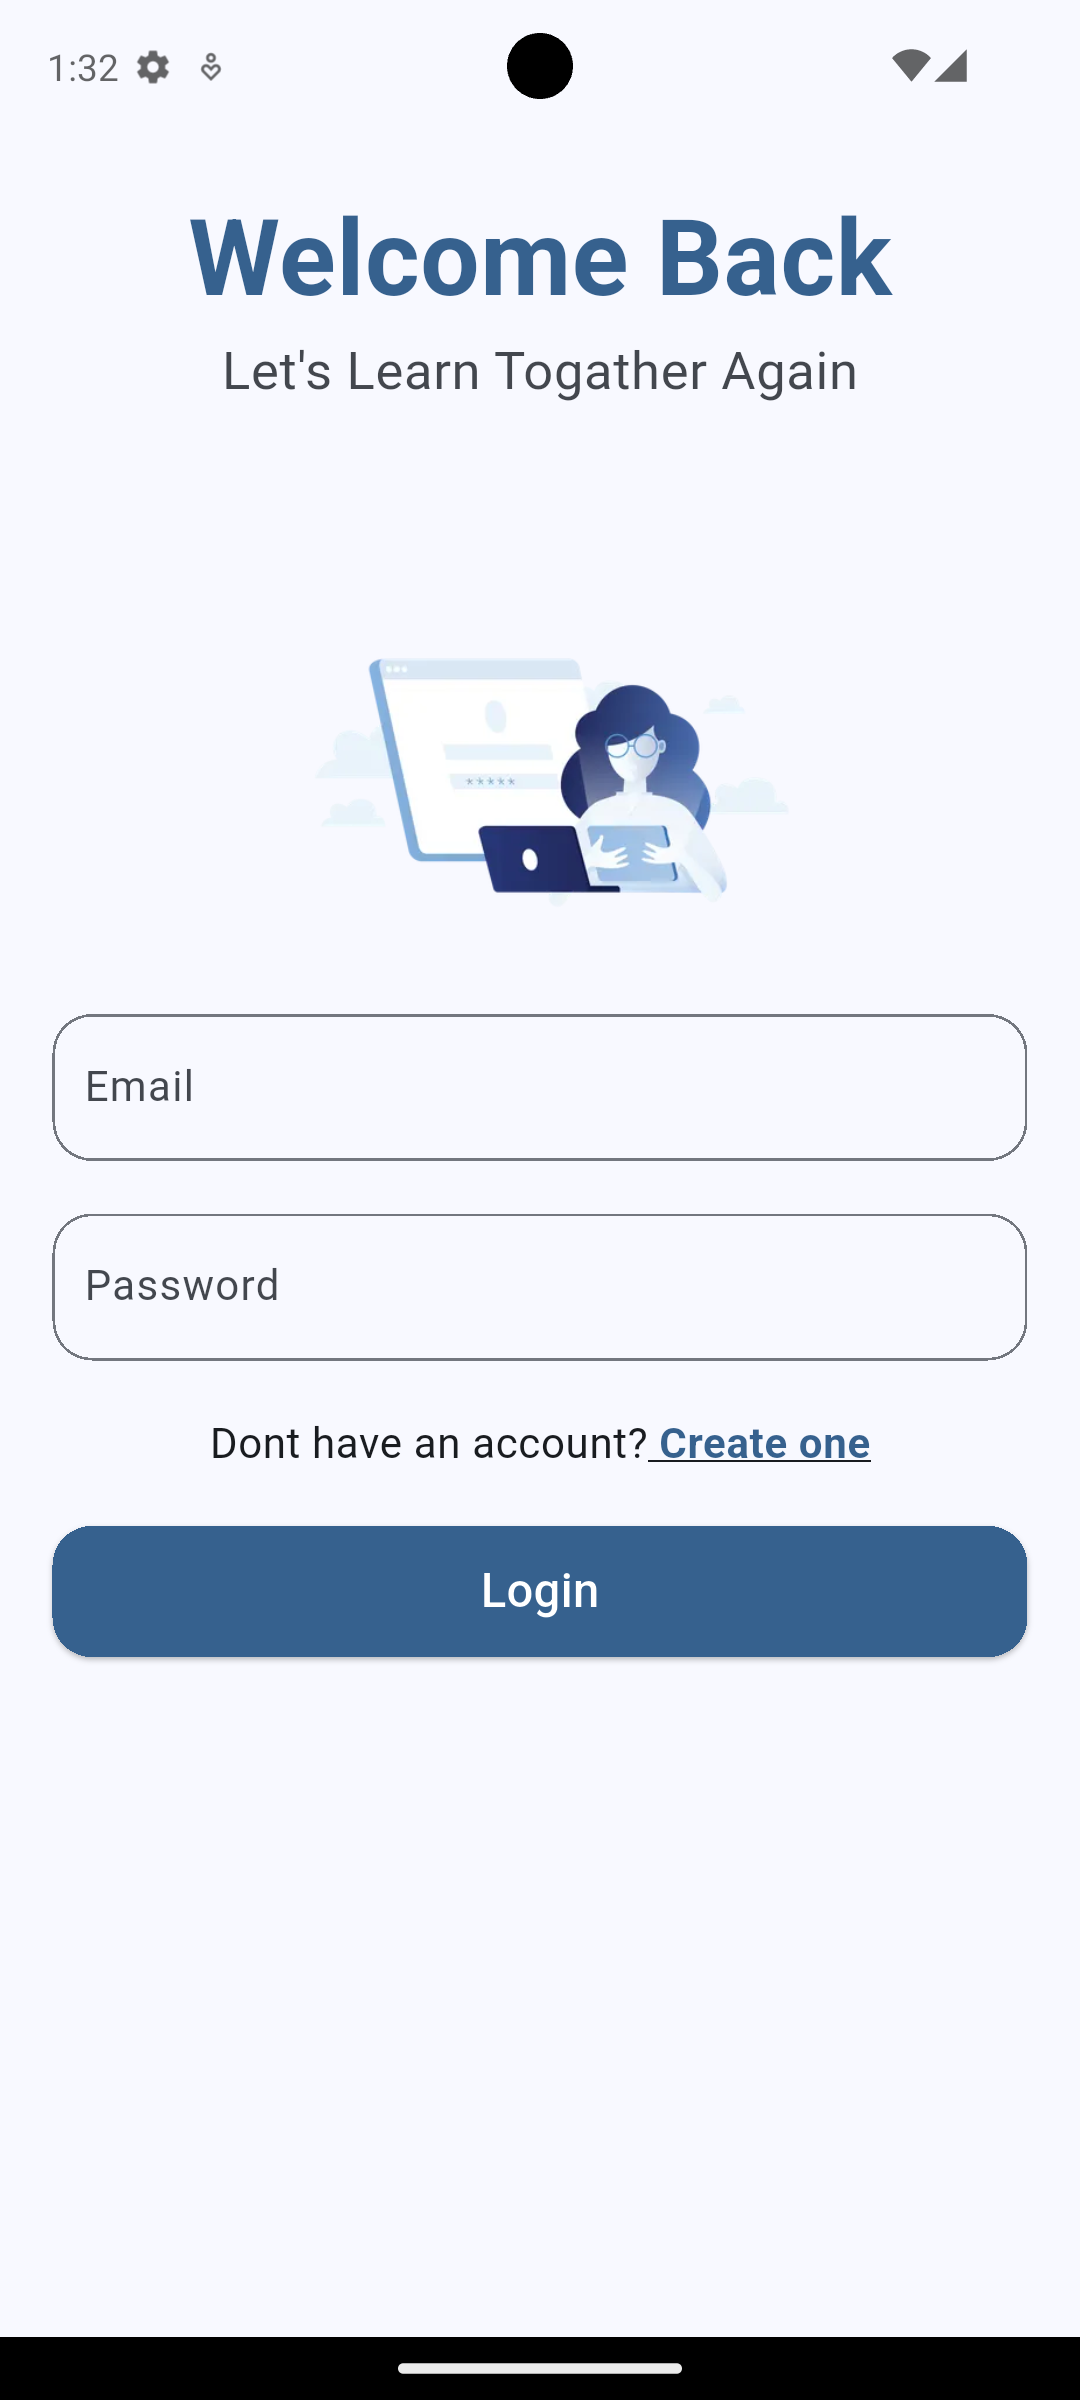 1:32
Welcome Back
Let's Learn Togather Again
*****
Email
Password
Dont have an account? Create one
Login